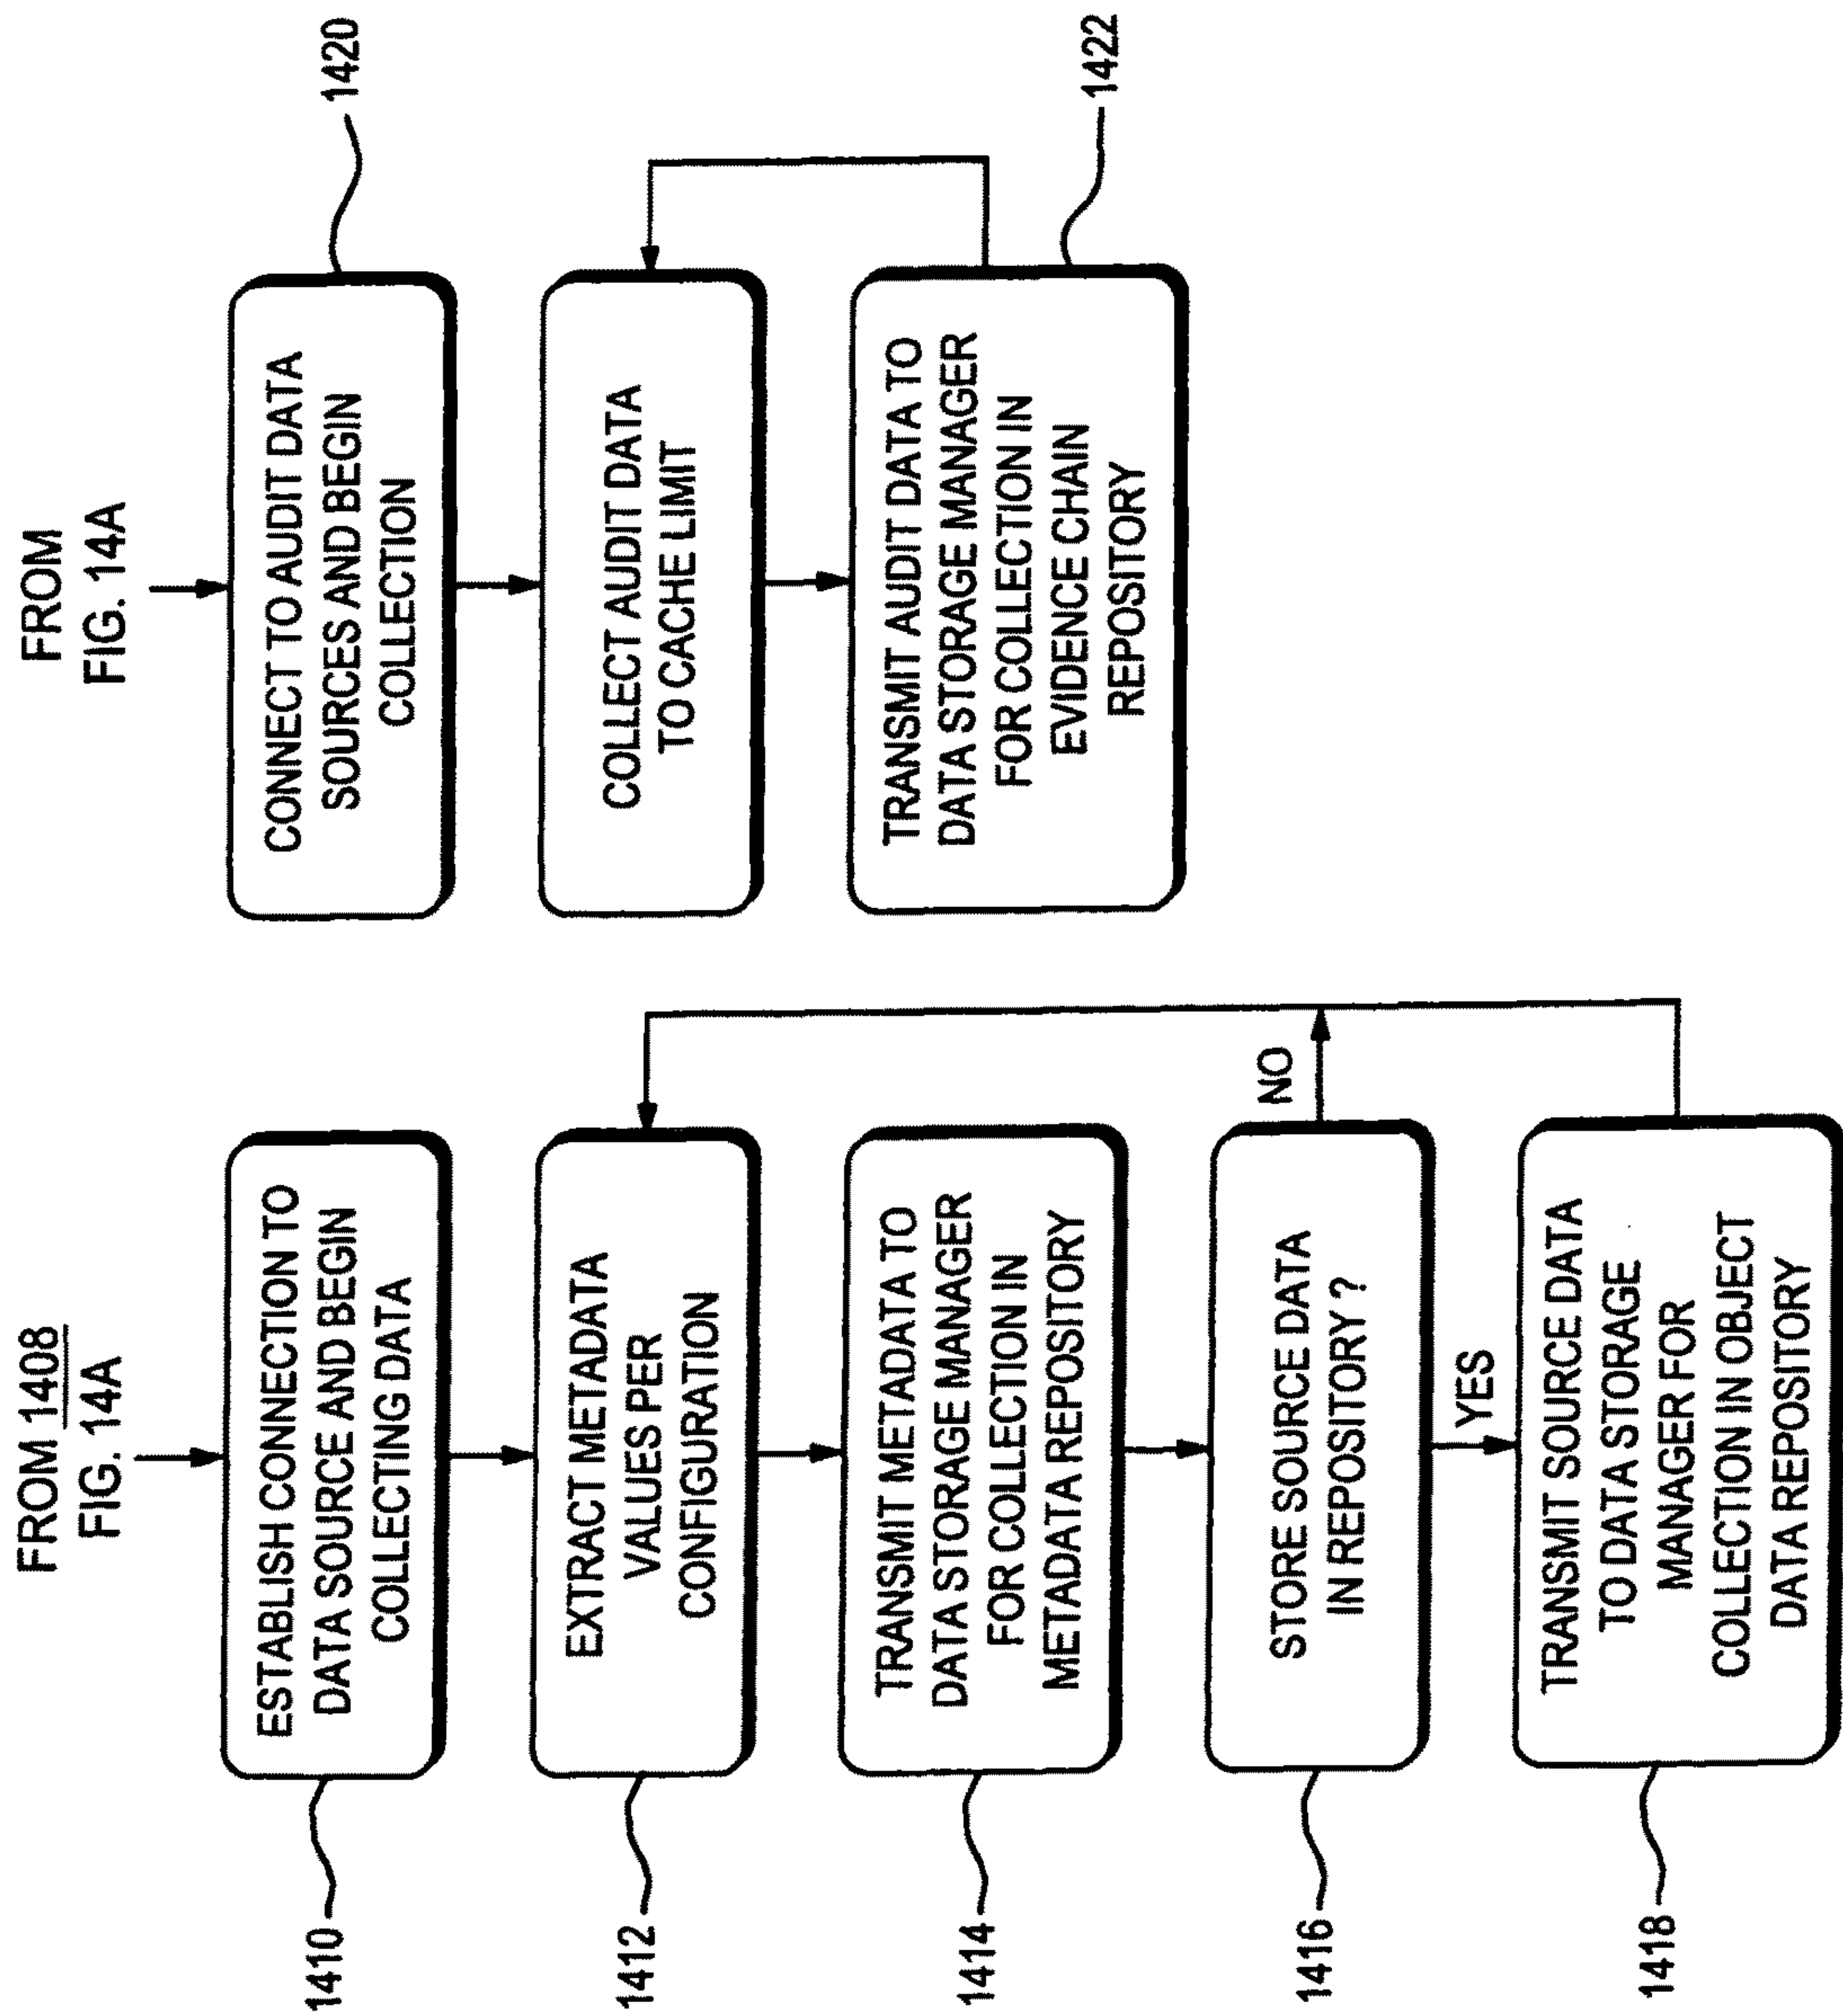 FROM 1408
FIG. 14A
1410
ESTABLISH CONNECTION TO
DATA SOURCE AND BEGIN
COLLECTING DATA
1412
EXTRACT METADATA
VALUES PER
CONFIGURATION
1414
TRANSMIT METADATA TO
DATA STORAGE MANAGER
FOR COLLECTION IN
METADATA REPOSITORY
1416
STORE SOURCE DATA
IN REPOSITORY ?
NO
YES
1418
TRANSMIT SOURCE DATA
TO DATA STORAGE
MANAGER FOR
COLLECTION IN OBJECT
DATA REPOSITORY
FROM
FIG. 14A
CONNECT TO AUDIT DATA
SOURCES AND BEGIN
COLLECTION
1420
COLLECT AUDIT DATA
TO CACHE LIMIT
TRANSMIT AUDIT DATA TO
DATA STORAGE MANAGER
FOR COLLECTION IN
EVIDENCE CHAIN
REPOSITORY
1422